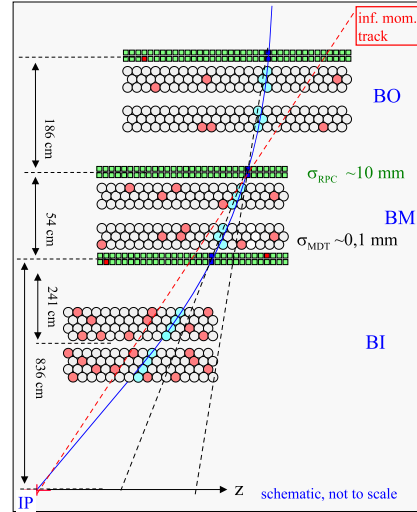 inf. mom.
track
BO
186 cm
σRPC ~10 mm
BM
54 cm
σMDT ~0,1 mm
241 cm
BI
836 cm
z
schematic, not to scale
IP